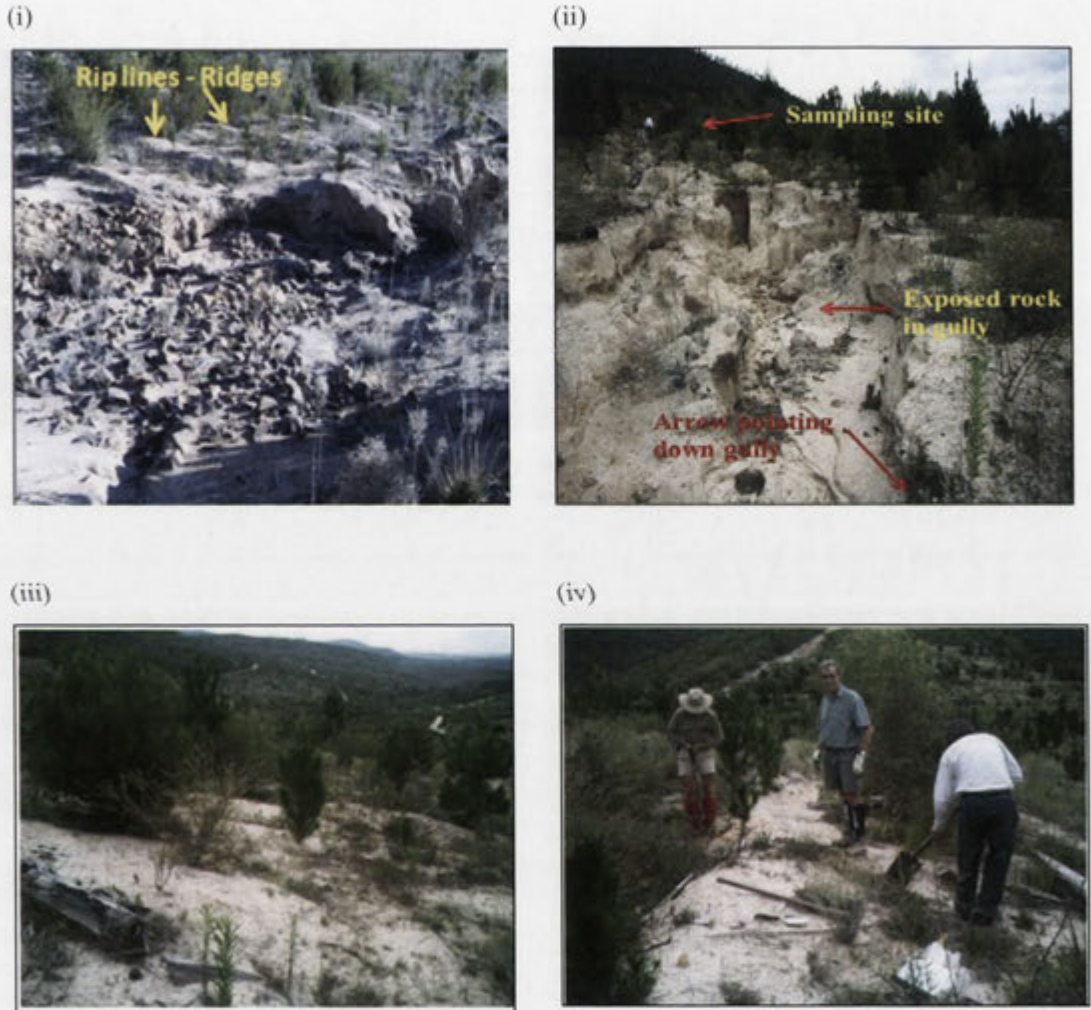 (i)
Rip lines - Ridges
(ii)
Sampling site
Exposed rock
in gully
Arrow pointing
down gully
(iii)
(iv)